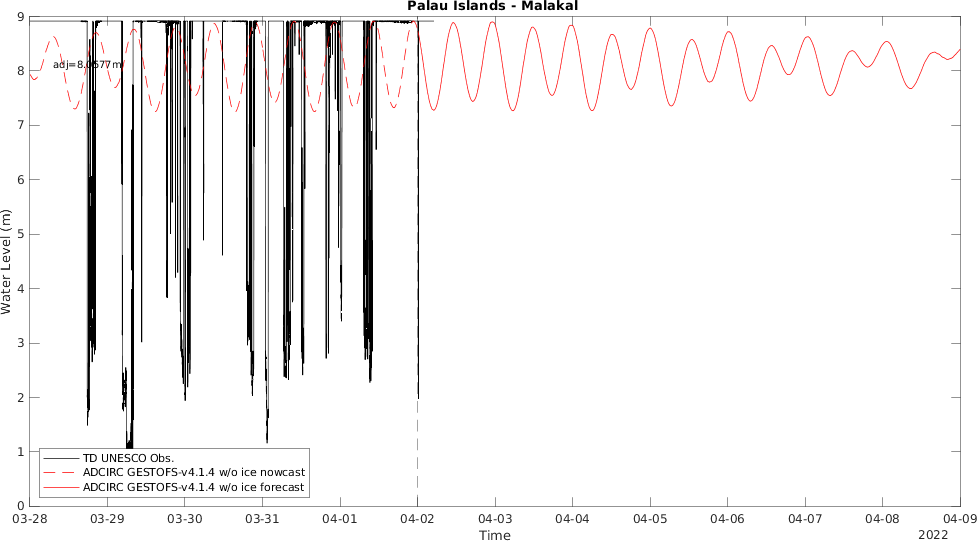 Palau Islands - Malakal
9
adj=8.0577m
8
7
6
5
4
3
2
1
0
Water Level (m)
TD UNESCO Obs.
ADCIRC GESTOFS-v4.1.4 w/o ice nowcast
ADCIRC GESTOFS-v4.1.4 w/o ice forecast
03-28 03-29 03-30 03-31 04-01 04-02 04-03 04-04 04-05 04-06 04-07 04-08 04-09
Time
2022